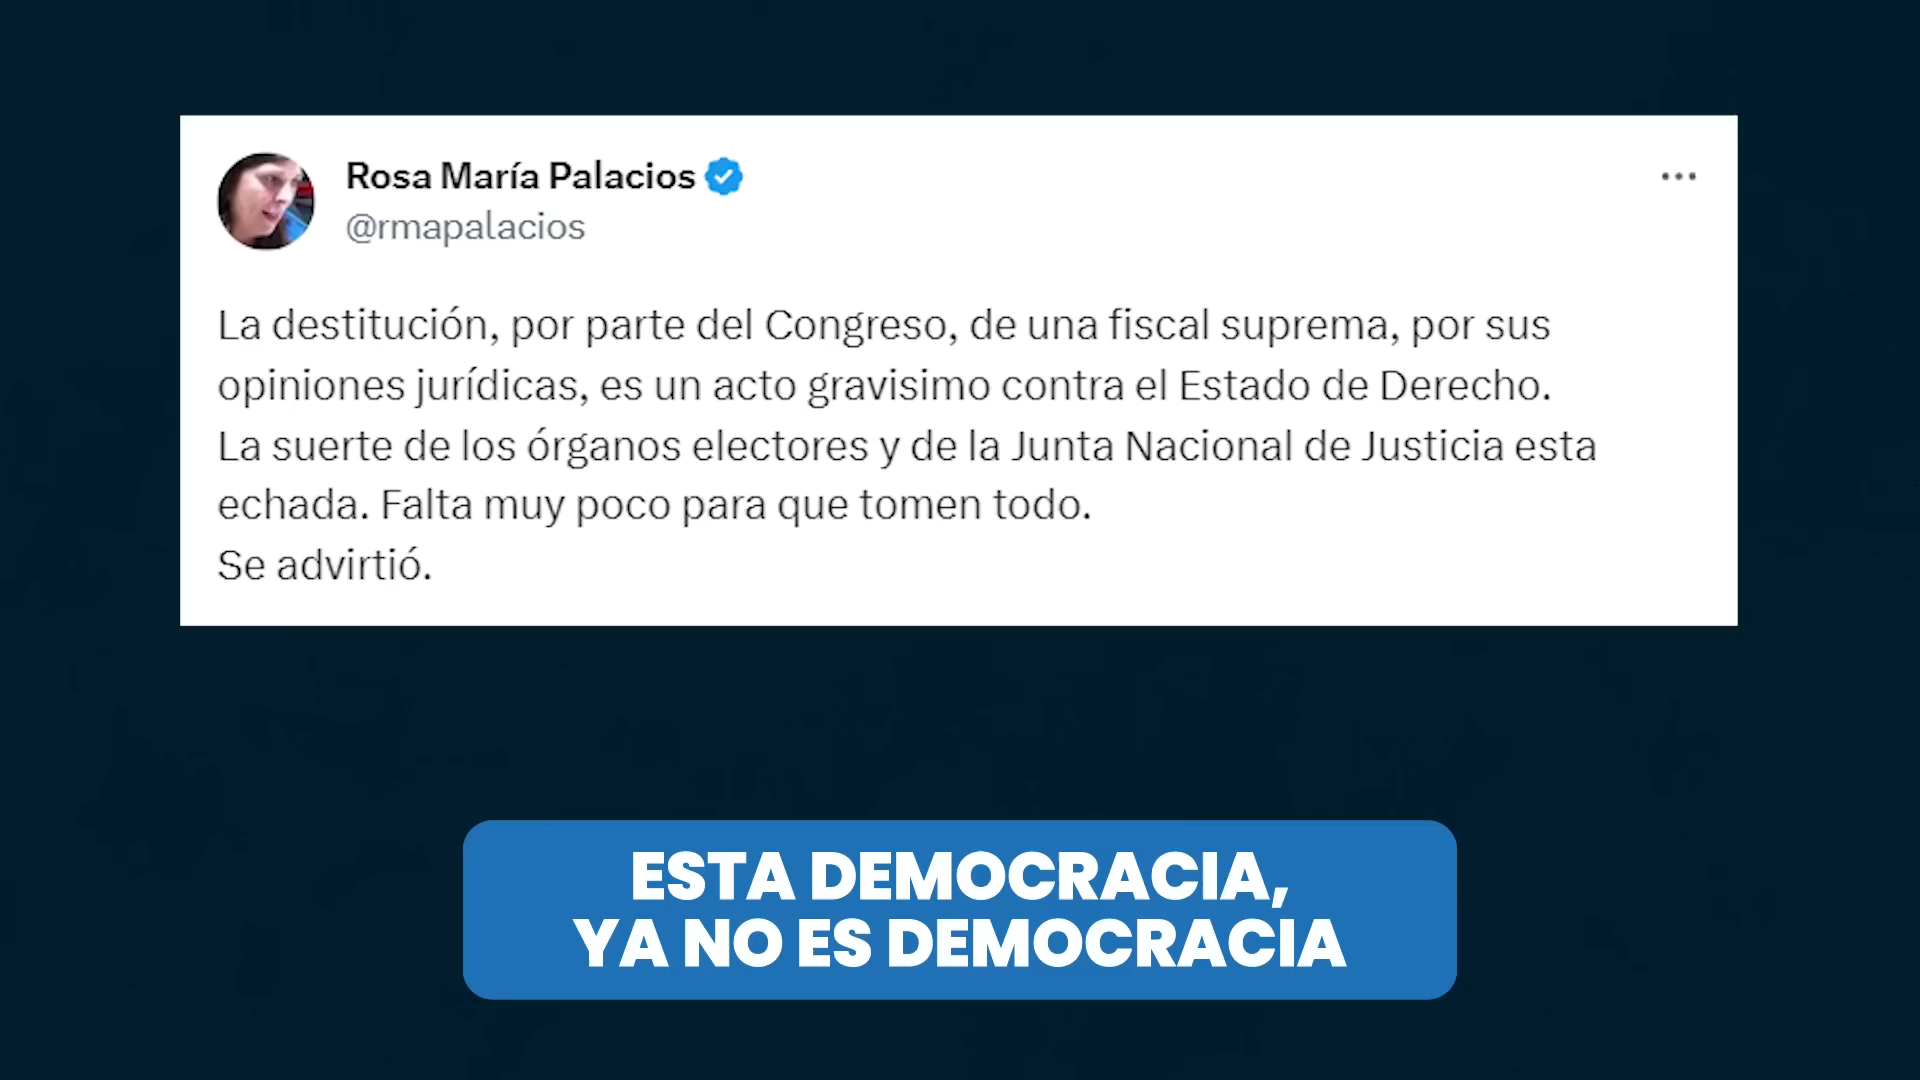 Rosa María Palacios
@rmapalacios
La destitución, por parte del Congreso, de una fiscal suprema, por sus
opiniones jurídicas, es un acto gravisimo contra el Estado de Derecho.
La suerte de los órganos electores y de la Junta Nacional de Justicia esta
echada. Falta muy poco para que tomen todo.
Se advirtió.
ESTA DEMOCRACIA,
YA NO ES DEMOCRACIA